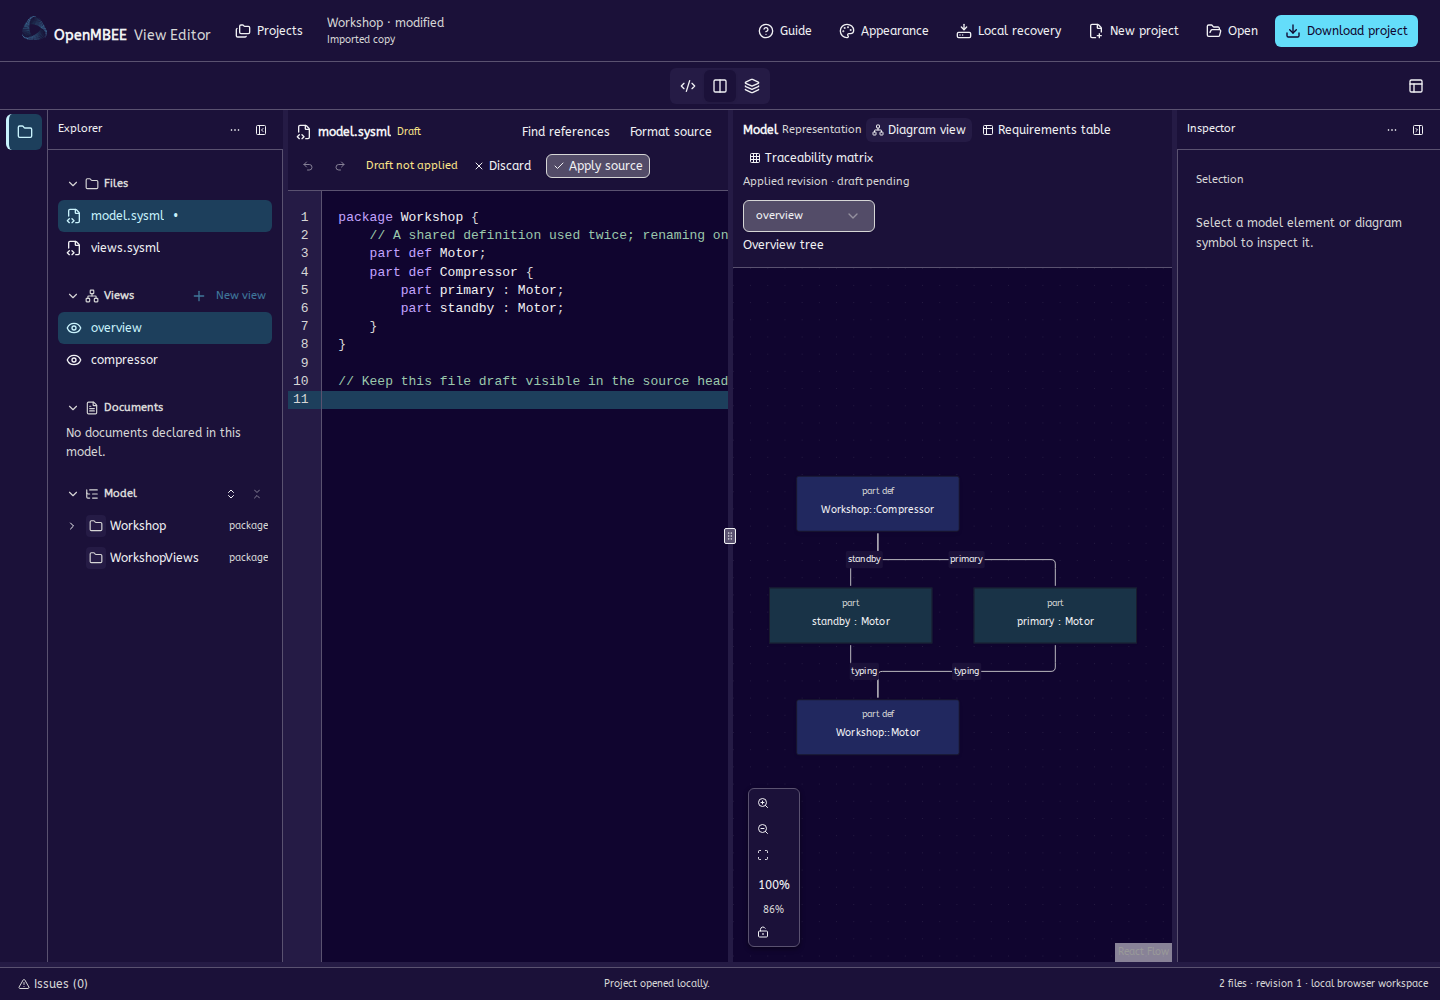 OpenMBEE View Editor
Projects
Workshop · modified
Imported copy
Guide
Appearance
Local recovery
New project
Open
Download project
Explorer
Files
model.sysml •
views.sysml
Views
New view
overview
compressor
Documents
No documents declared in this
model.
Model
Workshop package
WorkshopViews package
model.sysml Draft
Find references
Format source
Draft not applied
Discard
Apply source
1 package Workshop {
2 // A shared definition used twice; renaming on
3 part def Motor;
4 part def Compressor {
5 part primary : Motor;
6 part standby : Motor;
7 }
8 }
9
10 // Keep this file draft visible in the source head
11
Model Representation
Diagram view
Requirements table
Traceability matrix
Applied revision · draft pending
overview
Overview tree
part def
Workshop::Compressor
standby
primary
part
standby : Motor
part
primary : Motor
typing
typing
part def
Workshop::Motor
100%
86%
React Flow
Inspector
Selection
Select a model element or diagram
symbol to inspect it.
Issues (0)
Project opened locally.
2 files · revision 1 · local browser workspace